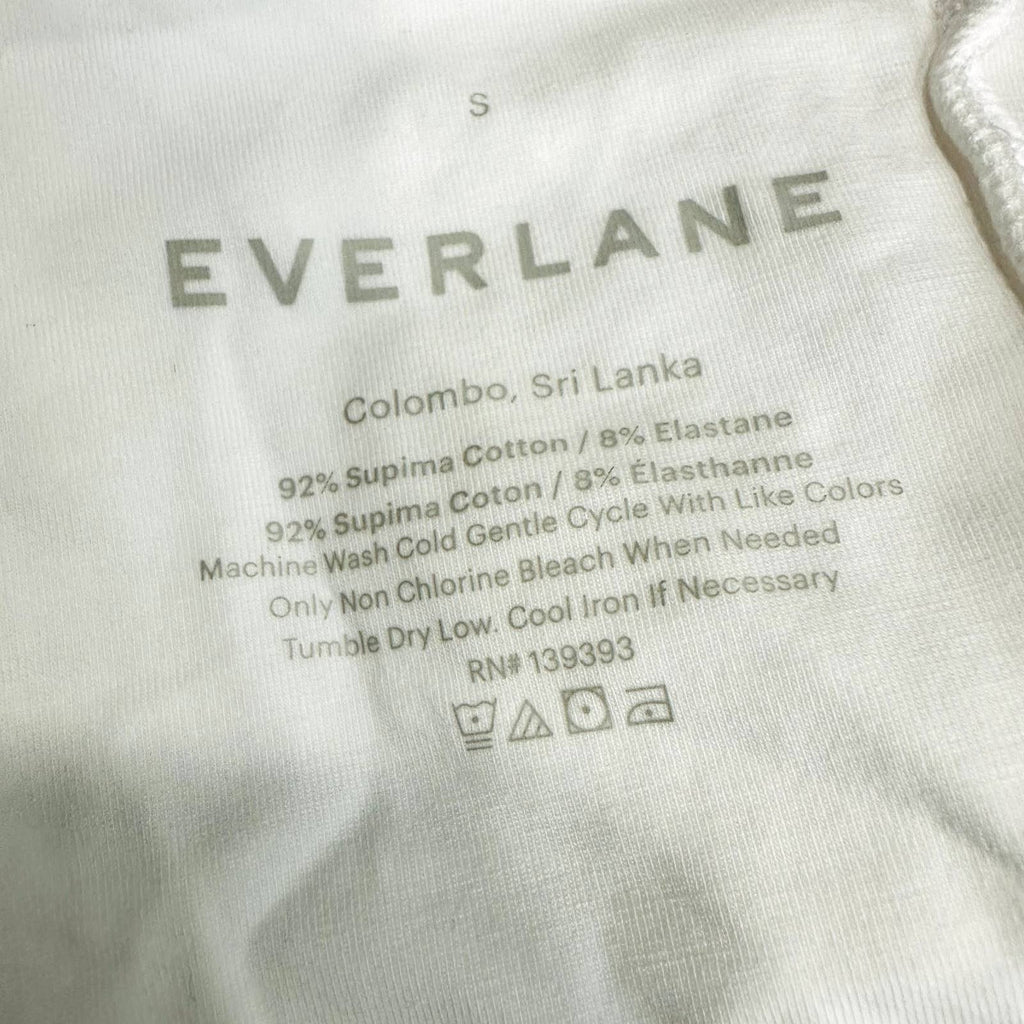 S
EVERLANE
Colombo, Sri Lanka
92% Supima Cotton / 8% Elastane
92% Supima Coton / 8% Élasthanne
Machine Wash Cold Gentle Cycle With Like Colors
Only Non Chlorine Bleach When Needed
Tumble Dry Low. Cool Iron If Necessary
RN# 139393